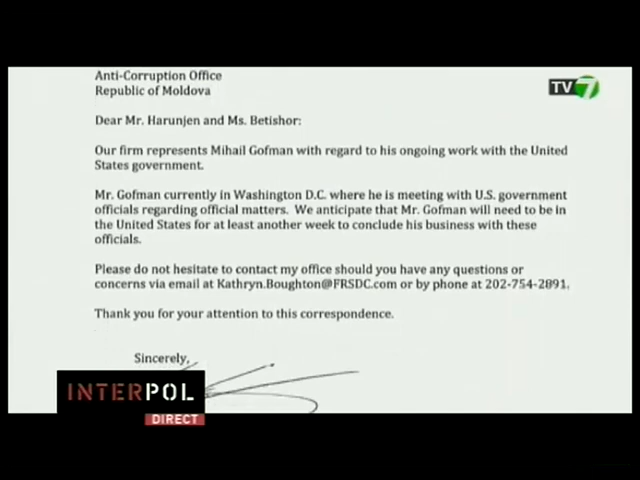 Anti-Corruption Office
Republic of Moldova
TV7
Dear Mr. Harunjen and Ms. Betishor:
Our firm represents Mihail Gofman with regard to his ongoing work with the United
States government.
Mr. Gofman currently in Washington D.C. where he is meeting with U.S. government
officials regarding official matters. We anticipate that Mr. Gofman will need to be in
the United States for at least another week to conclude his business with these
officials.
Please do not hesitate to contact my office should you have any questions or
concerns via email at Kathryn.Boughton@FRSDC.com or by phone at 202-754-2891.
Thank you for your attention to this correspondence.
Sincerely,
INTERPOL
DIRECT